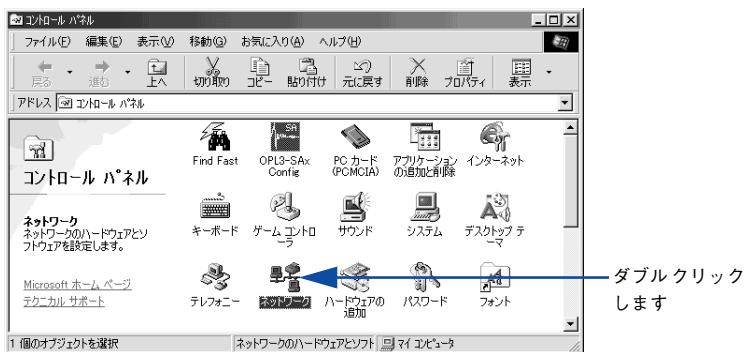 コントロール パネル
ファイル(F) 編集(E) 表示(V) 移動(G) お気に入り(A) ヘルプ(H)
戻る 進む 上へ 切り取り コピー 貼り付け 元に戻す 削除 プロパティ 表示
アドレス コントロール パネル
コントロール パネル
ネットワーク
ネットワークのハードウェアとソ
フトウェアを設定します。
Microsoft ホーム ページ
テクニカル サポート
Find Fast
OPL3-SAx
Config
PC カード
(PCMCIA)
アプリケーション
の追加と削除
インターネット
キーボード
ゲーム コントロ
ーラ
サウンド
システム
デスクトップ テ
ーマ
テレフォニー
ネットワーク
ハードウェアの
追加
パスワード
フォント
ダブルクリック
します
1 個のオブジェクトを選択 ネットワークのハードウェアとソフト マイ コンピュータ